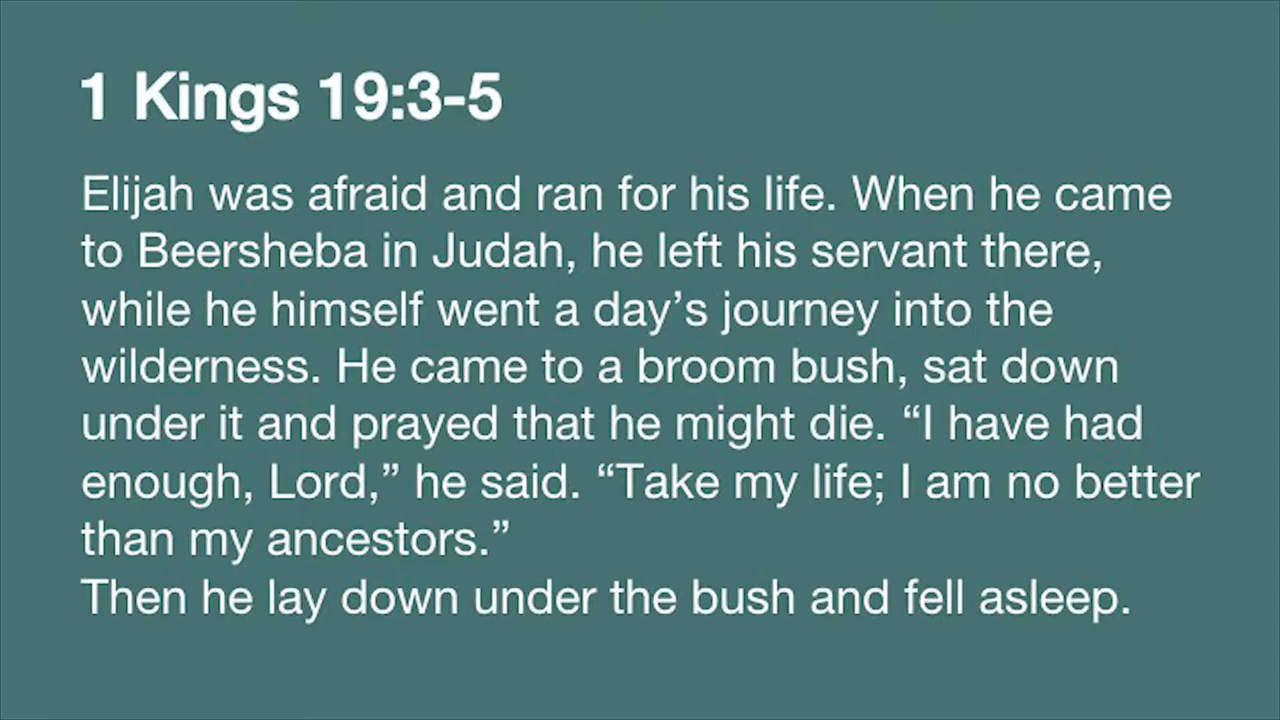 1 Kings 19:3-5
Elijah was afraid and ran for his life. When he came
to Beersheba in Judah, he left his servant there,
while he himself went a day’s journey into the
wilderness. He came to a broom bush, sat down
under it and prayed that he might die. “I have had
enough, Lord,” he said. “Take my life; I am no better
than my ancestors.”
Then he lay down under the bush and fell asleep.